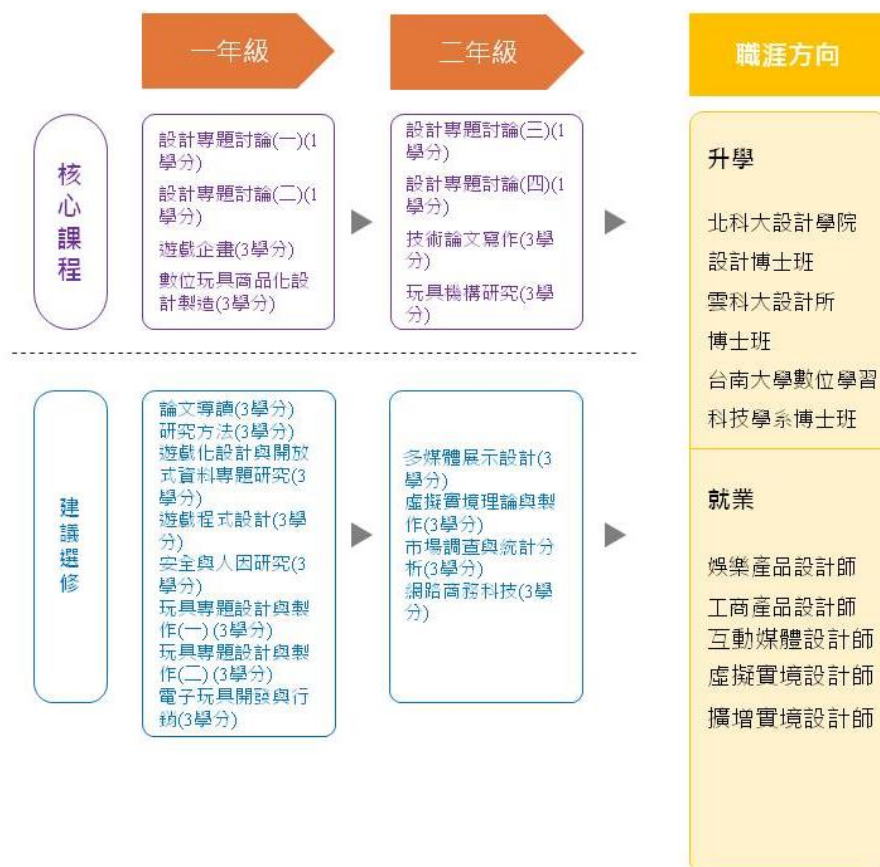 一年級
二年級
職涯方向
核
心
課
程
設計專題討論(一)(1
學分)
設計專題討論(二)(1
學分)
遊戲企畫(3學分)
數位玩具商品化設
計製造(3學分)
設計專題討論(三)(1
學分)
設計專題討論(四)(1
學分)
技術論文寫作(3學
分)
玩具機構研究(3學
分)
建
議
選
修
論文導讀(3學分)
研究方法(3學分)
遊戲化設計與開放
式資料專題研究(3
學分)
遊戲程式設計(3學
分)
安全與人因研究(3
學分)
玩具專題設計與製
作(一) (3學分)
玩具專題設計與製
作(二) (3學分)
電子玩具開發與行
銷(3學分)
多媒體展示設計(3
學分)
虛擬實境理論與製
作(3學分)
市場調查與統計分
析(3學分)
網路商務科技(3學
分)
升學
北科大設計學院
設計博士班
雲科大設計所
博士班
台南大學數位學習
科技學系博士班
就業
娛樂產品設計師
工商產品設計師
互動媒體設計師
虛擬實境設計師
擴增實境設計師